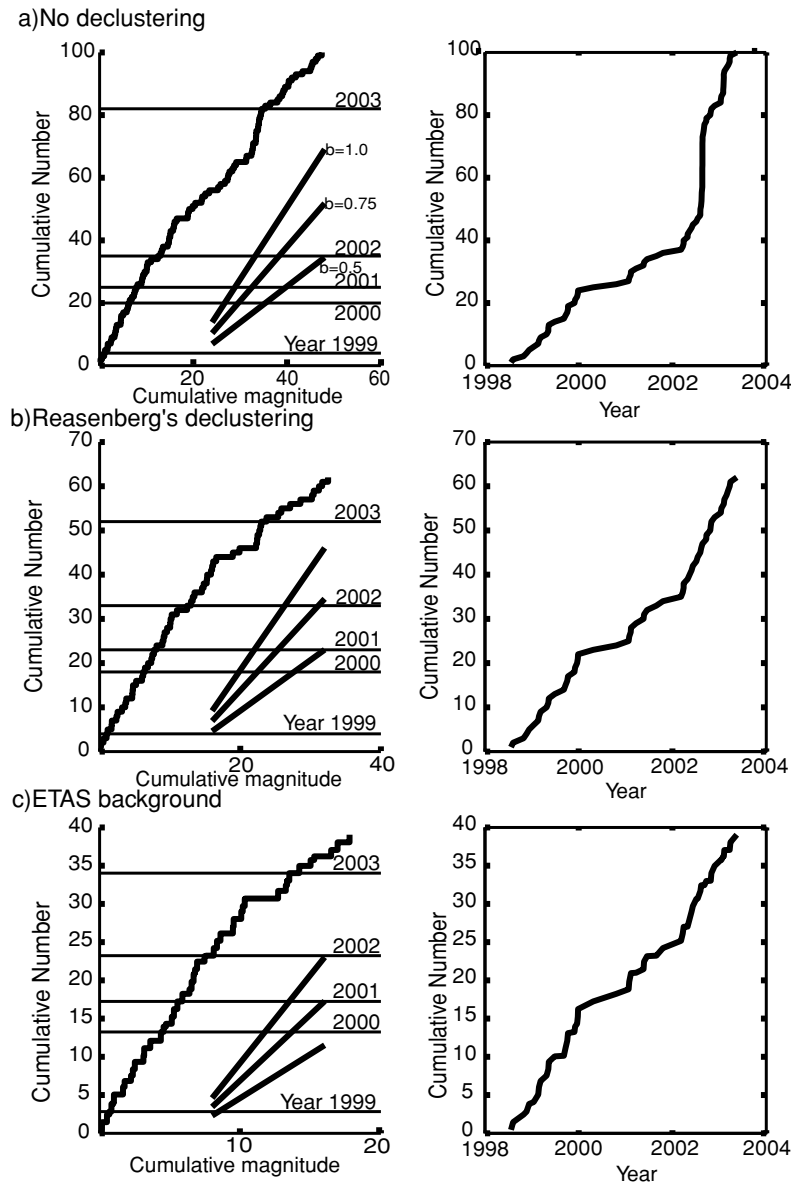 a)No declustering
Cumulative Number
100
80
60
40
20
0
2003
b=1.0
b=0.75
2002
b=0.5
2001
2000
Year 1999
20 40 60
Cumulative magnitude
Cumulative Number
100
80
60
40
20
0
1998 2000 2002 2004
Year
b)Reasenberg's declustering
Cumulative Number
70
60
50
40
30
20
10
0
2003
2002
2001
2000
Year 1999
20 40
Cumulative magnitude
Cumulative Number
70
60
50
40
30
20
10
0
1998 2000 2002 2004
Year
c)ETAS background
Cumulative Number
40
35
30
25
20
15
10
5
0
2003
2002
2001
2000
Year 1999
10 20
Cumulative magnitude
Cumulative Number
40
35
30
25
20
15
10
5
0
1998 2000 2002 2004
Year